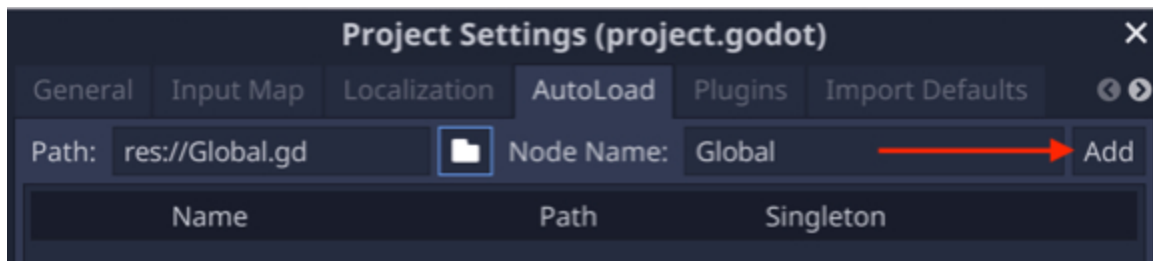 Project Settings (project.godot)
General Input Map Localization AutoLoad Plugins Import Defaults
Path: res://Global.gd Node Name: Global Add
Name Path Singleton